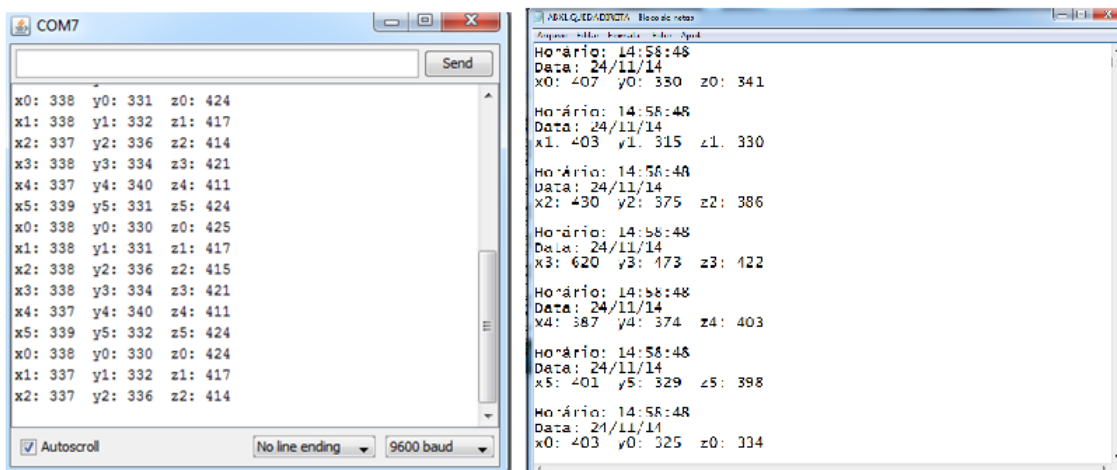 COM7
Send
x0: 338 y0: 331 z0: 424
x1: 338 y1: 332 z1: 417
x2: 337 y2: 336 z2: 414
x3: 338 y3: 334 z3: 421
x4: 337 y4: 340 z4: 411
x5: 339 y5: 331 z5: 424
x0: 338 y0: 330 z0: 425
x1: 338 y1: 331 z1: 417
x2: 338 y2: 336 z2: 415
x3: 338 y3: 334 z3: 421
x4: 337 y4: 340 z4: 411
x5: 339 y5: 332 z5: 424
x0: 338 y0: 330 z0: 424
x1: 337 y1: 332 z1: 417
x2: 337 y2: 336 z2: 414
Autoscroll
No line ending
9600 baud
Bloco de notas
Arquivo Editar Formatar
Horário: 14:58:48
Data: 24/11/14
x0: 407 y0: 330 z0: 341
Horário: 14:58:48
Data: 24/11/14
x1: 403 y1: 315 z1: 330
Horário: 14:58:48
Data: 24/11/14
x2: 430 y2: 375 z2: 386
Horário: 14:58:48
Data: 24/11/14
x3: 620 y3: 473 z3: 422
Horário: 14:58:48
Data: 24/11/14
x4: 387 y4: 374 z4: 403
Horário: 14:58:48
Data: 24/11/14
x5: 401 y5: 329 z5: 398
Horário: 14:58:48
Data: 24/11/14
x0: 403 y0: 325 z0: 334